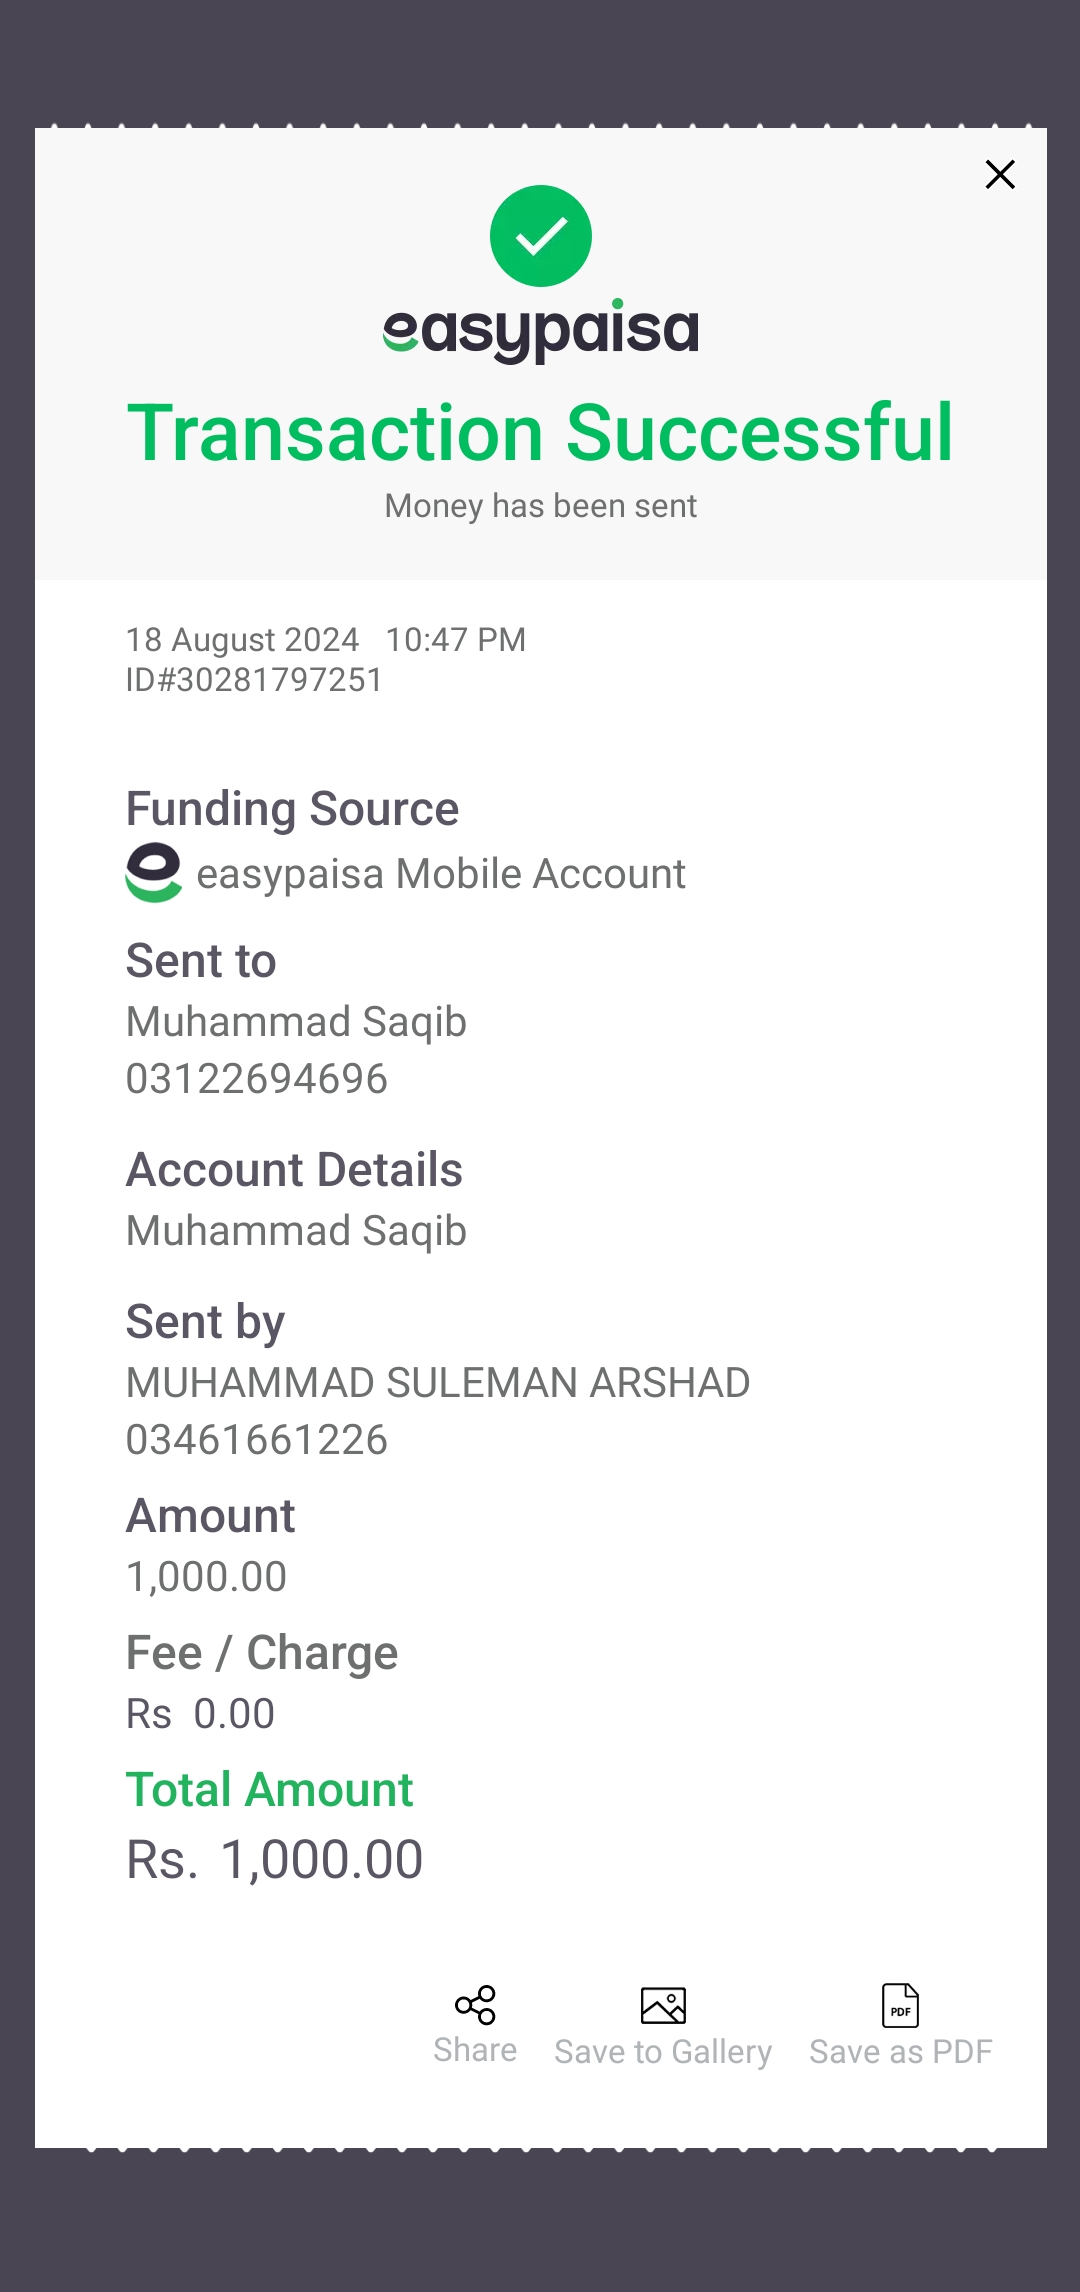 easypaisa
Transaction Successful
Money has been sent
18 August 2024 10:47 PM
ID#30281797251
Funding Source
easypaisa Mobile Account
Sent to
Muhammad Saqib
03122694696
Account Details
Muhammad Saqib
Sent by
MUHAMMAD SULEMAN ARSHAD
03461661226
Amount
1,000.00
Fee / Charge
Rs 0.00
Total Amount
Rs. 1,000.00
PDF
Share Save to Gallery Save as PDF